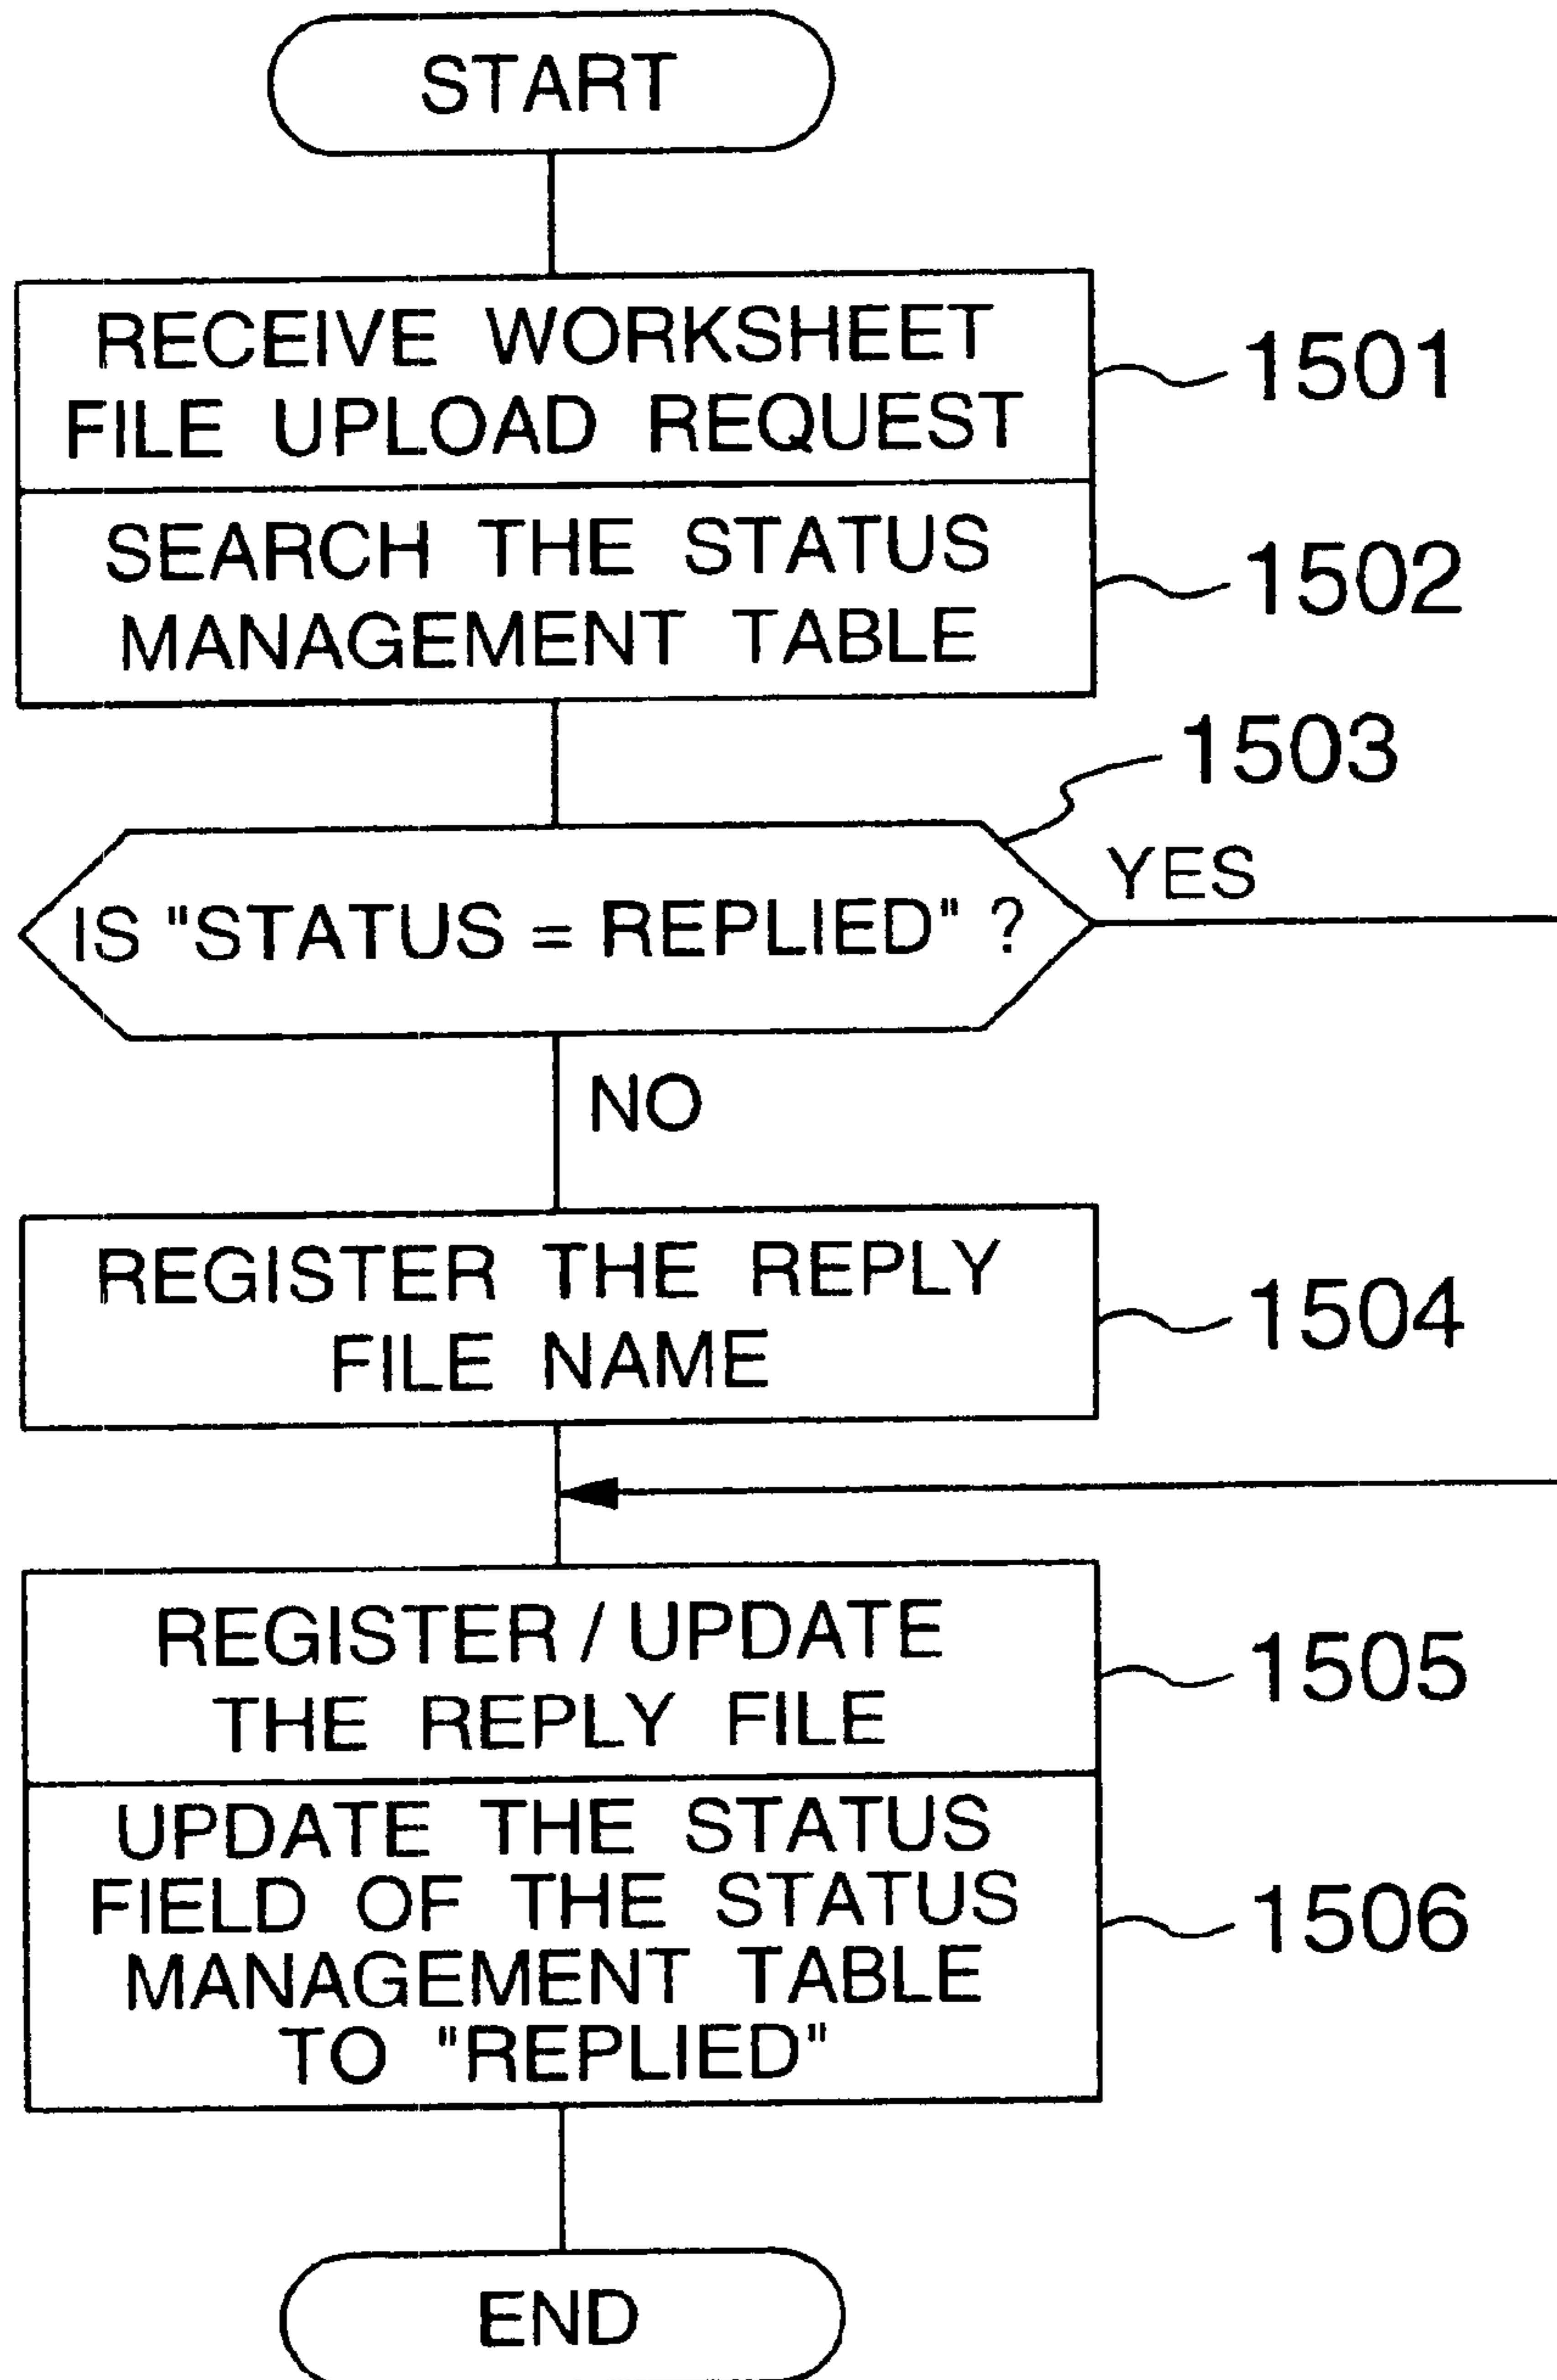 START
RECEIVE WORKSHEET
FILE UPLOAD REQUEST
1501
SEARCH THE STATUS
MANAGEMENT TABLE
1502
1503
IS "STATUS = REPLIED" ?
YES
NO
REGISTER THE REPLY
FILE NAME
1504
REGISTER / UPDATE
THE REPLY FILE
1505
UPDATE THE STATUS
FIELD OF THE STATUS
MANAGEMENT TABLE
TO "REPLIED"
1506
END